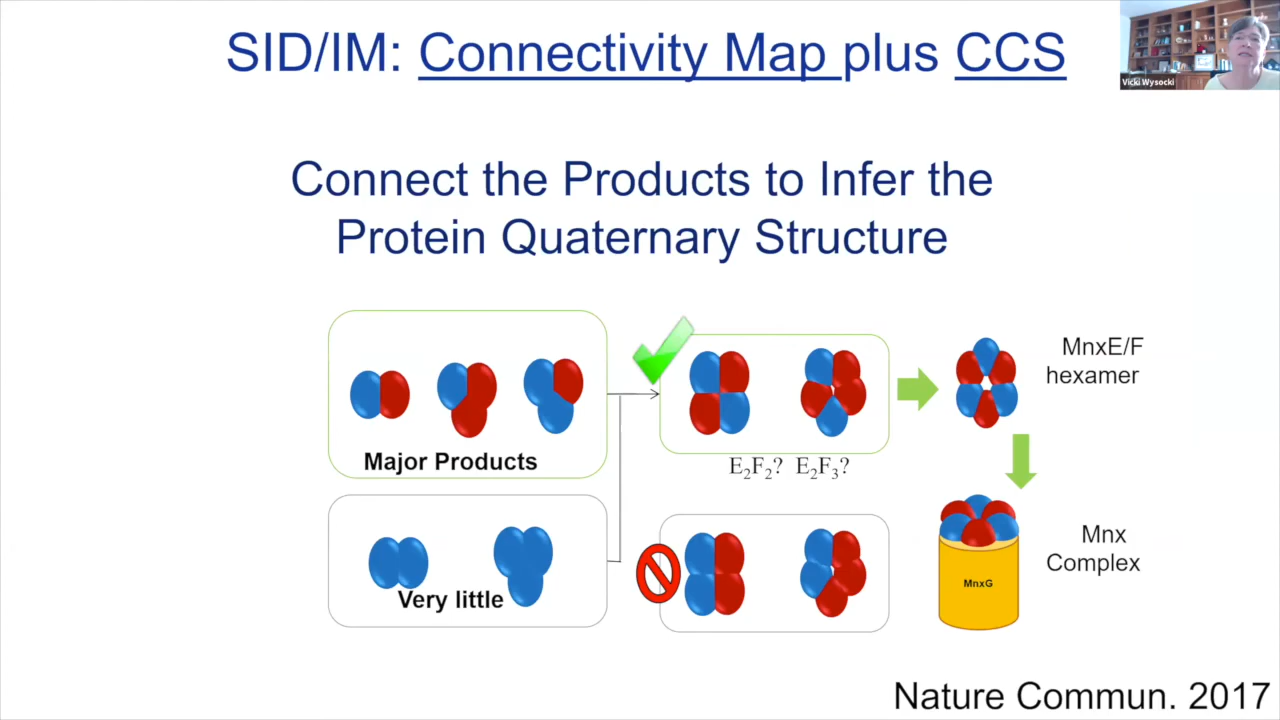 SID/IM: Connectivity Map plus CCS
Vicki Wysocki
Connect the Products to Infer the
Protein Quaternary Structure
Major Products
E2F2? E2F3?
MnxE/F
hexamer
Very little
MnxG
Mnx
Complex
Nature Commun. 2017